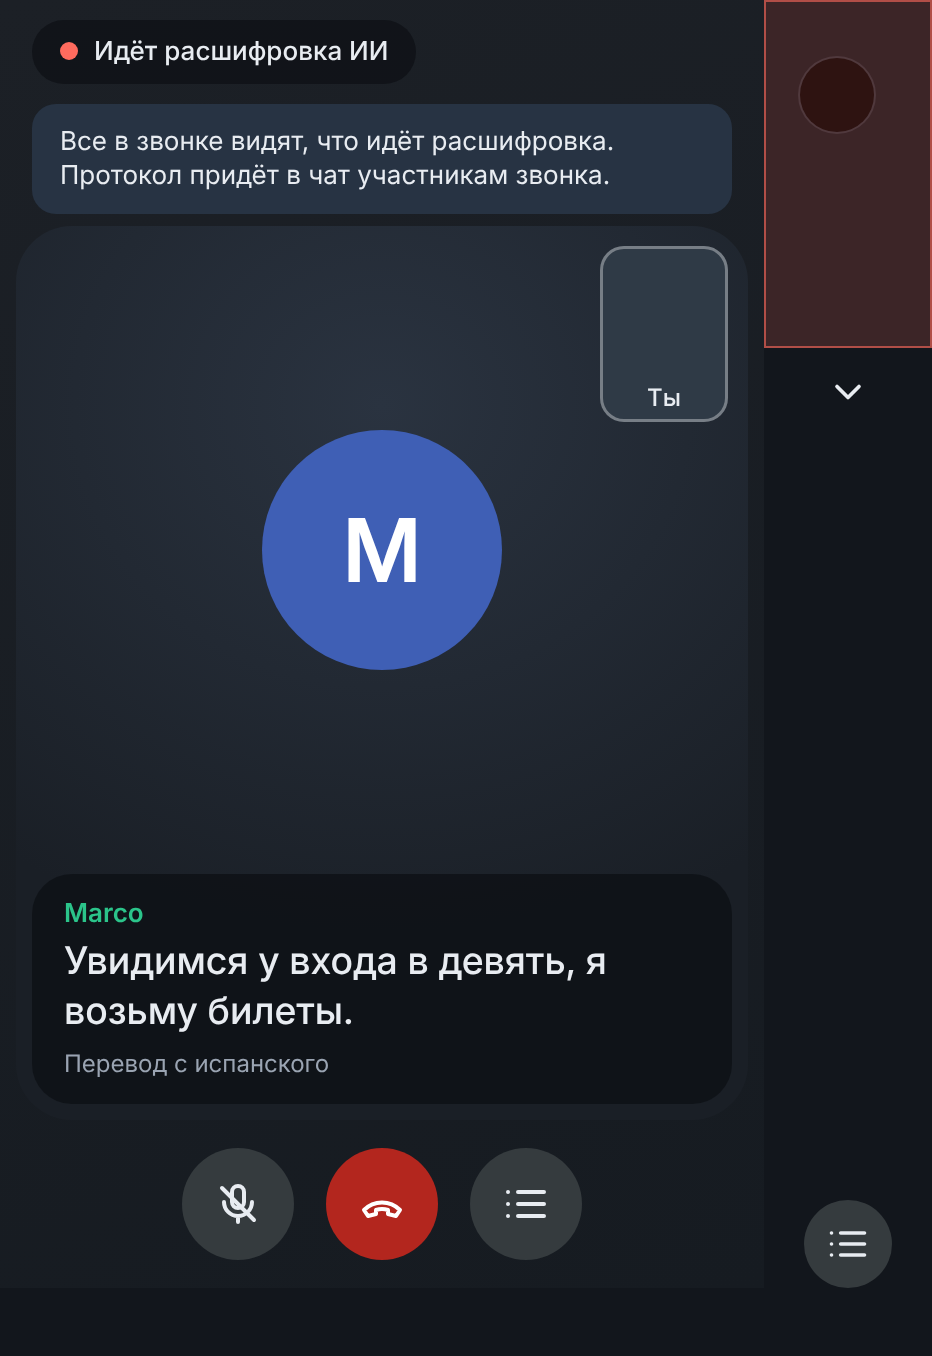 Идёт расшифровка ИИ
Все в звонке видят, что идёт расшифровка.
Протокол придёт в чат участникам звонка.
Ты
M
Marco
Увидимся у входа в девять, я
возьму билеты.
Перевод с испанского